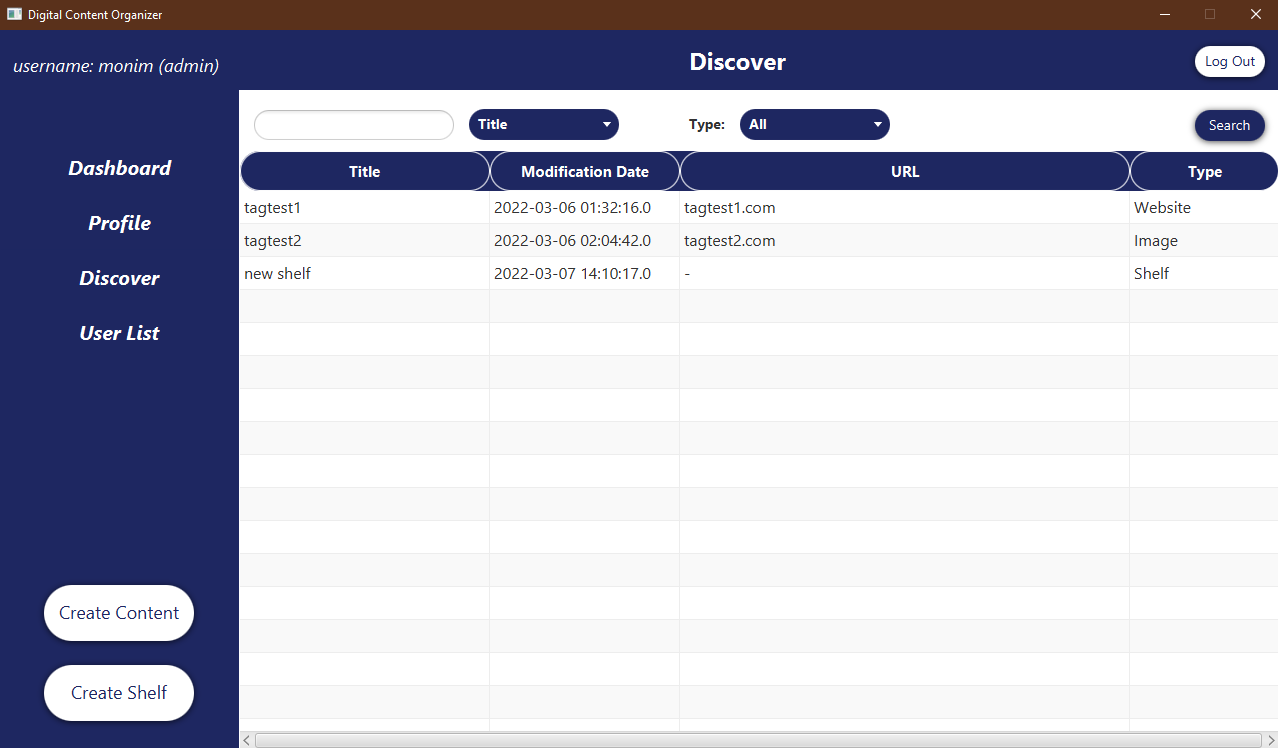 Digital Content Organizer
username: monim (admin)
Discover
Log Out
Dashboard
Profile
Discover
User List
Create Content
Create Shelf
Title
Type:
All
Search
Title Modification Date URL Type
tagtest1 2022-03-06 01:32:16.0 tagtest1.com Website
tagtest2 2022-03-06 02:04:42.0 tagtest2.com Image
new shelf 2022-03-07 14:10:17.0 - Shelf